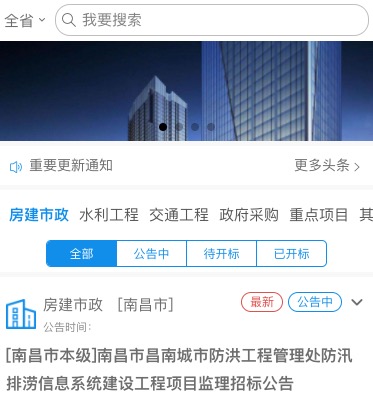 全省 我要搜索
重要更新通知 更多头条
房建市政 水利工程 交通工程 政府采购 重点项目 其
全部 公告中 待开标 已开标
房建市政 [南昌市] 最新 公告中
公告时间：
[南昌市本级]南昌市昌南城市防洪工程管理处防汛
排涝信息系统建设工程项目监理招标公告